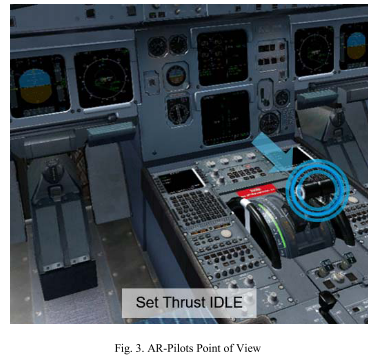 Set Thrust IDLE
Fig. 3. AR-Pilots Point of View